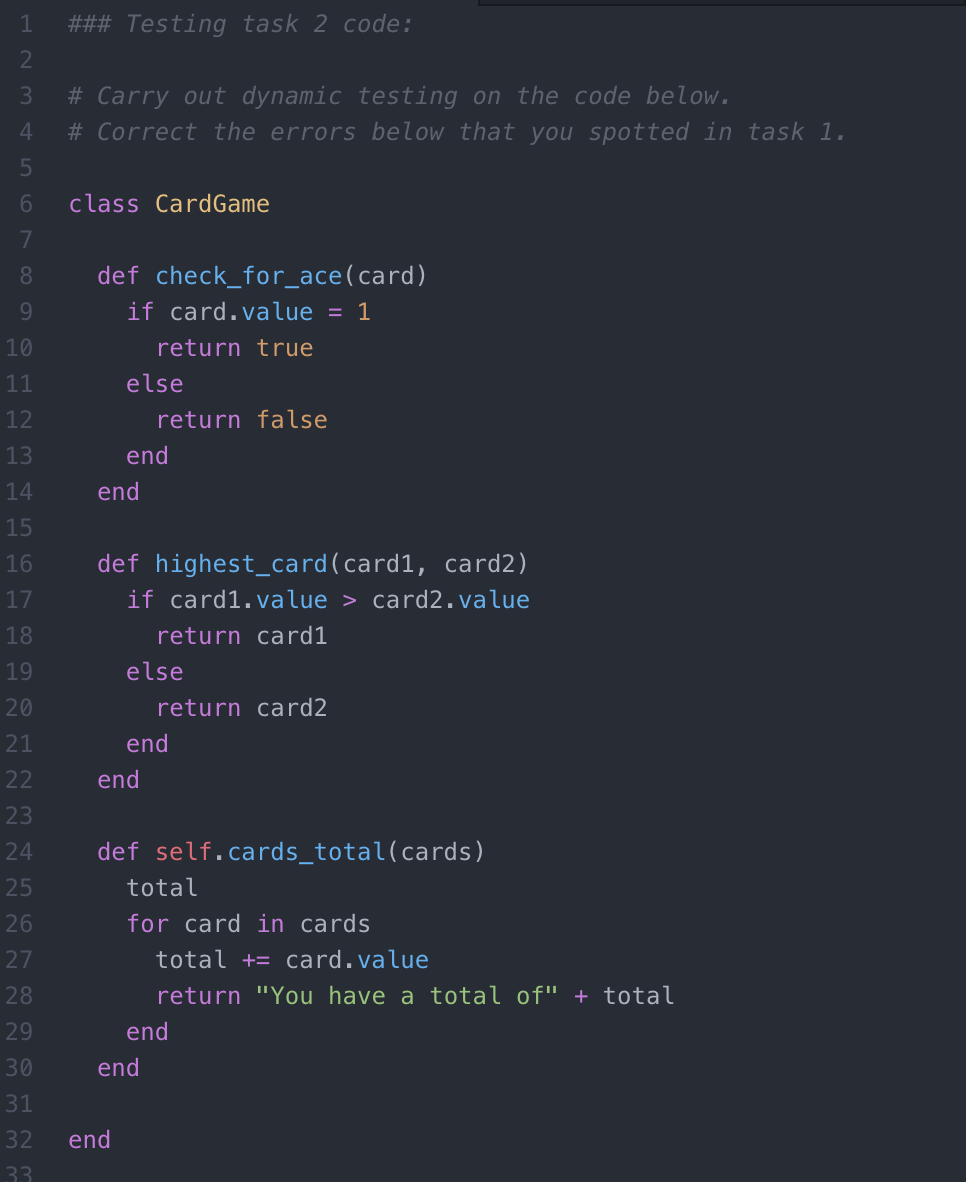 1 ### Testing task 2 code:
2
3 # Carry out dynamic testing on the code below.
4 # Correct the errors below that you spotted in task 1.
5
6 class CardGame
7
8   def check_for_ace(card)
9     if card.value = 1
10       return true
11     else
12       return false
13     end
14   end
15
16   def highest_card(card1, card2)
17     if card1.value > card2.value
18       return card1
19     else
20       return card2
21     end
22   end
23
24   def self.cards_total(cards)
25     total
26     for card in cards
27       total += card.value
28       return "You have a total of" + total
29     end
30   end
31
32 end
33